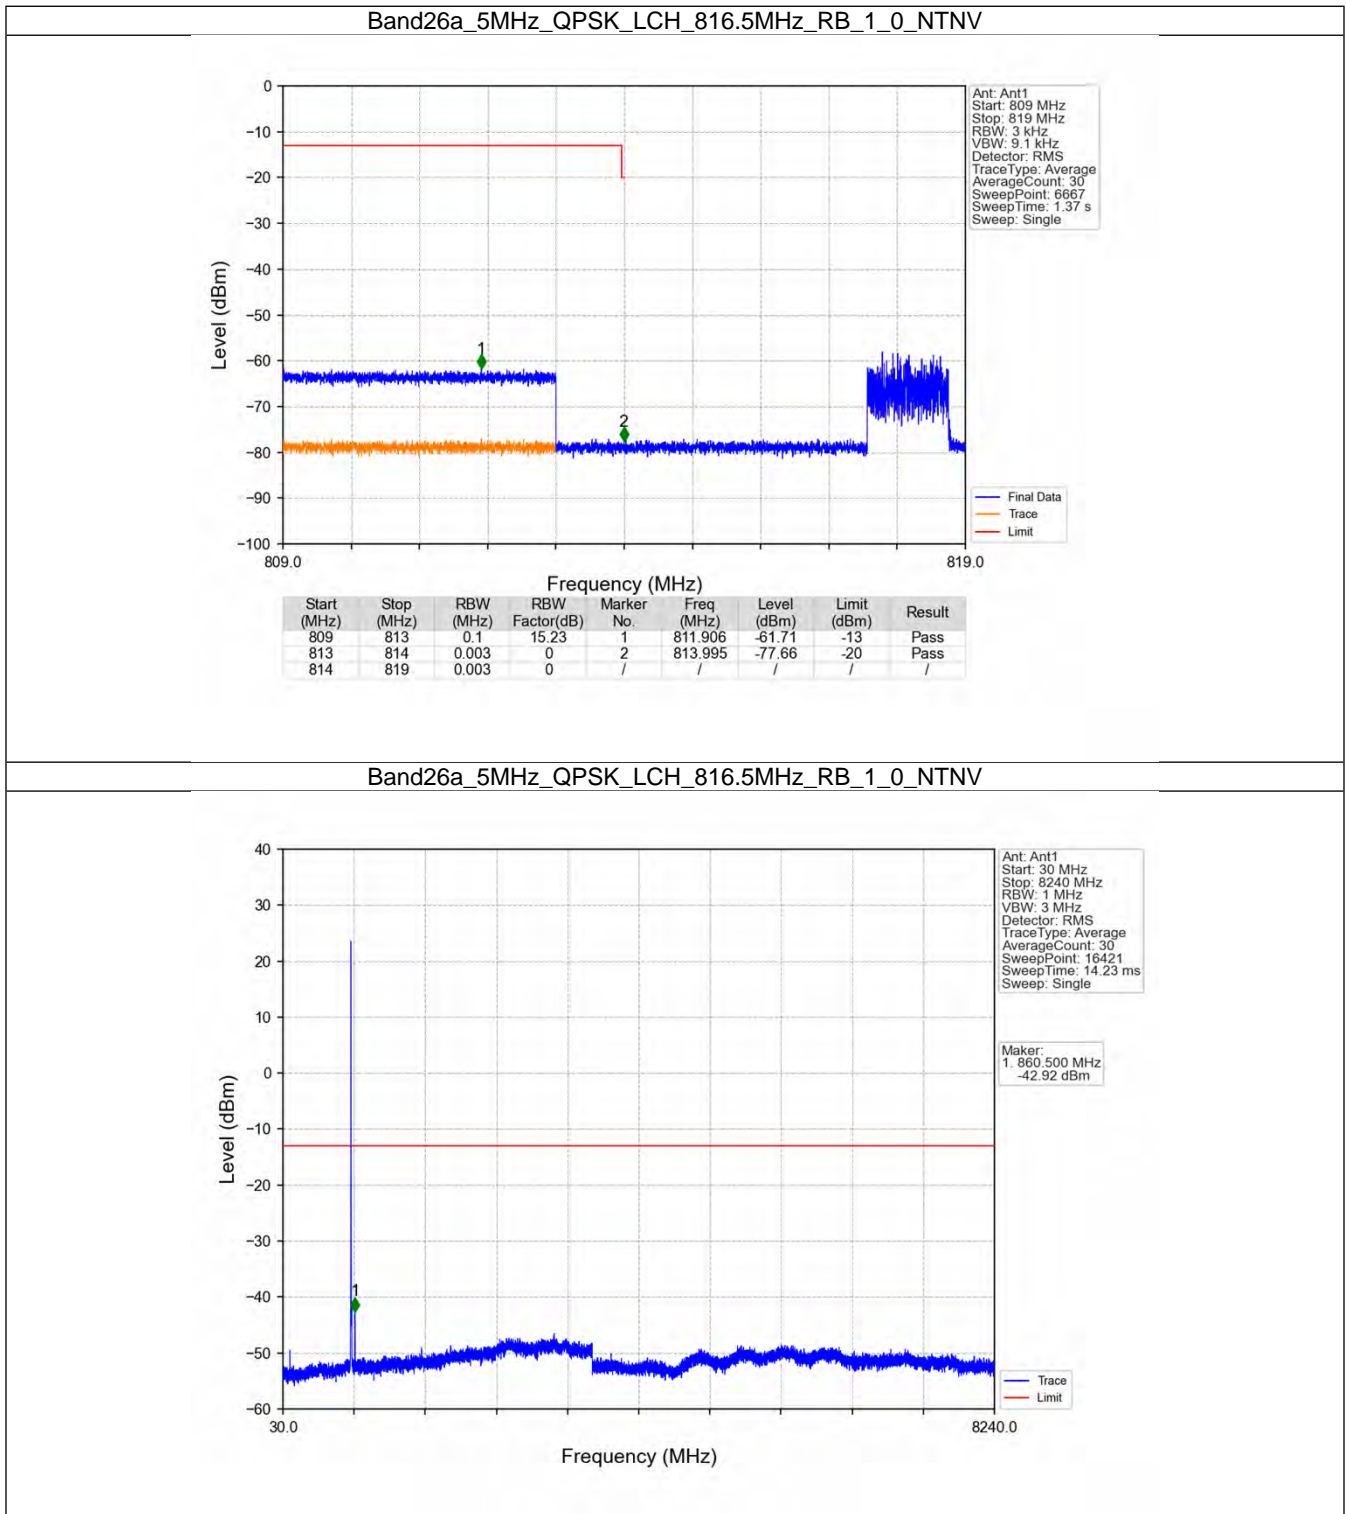 Band26a_5MHz_QPSK_LCH_816.5MHz_RB_1_0_NTNV
0
−10
−20
−30
−40
−50
−60
−70
−80
−90
−100
Level (dBm)
1
2
809.0
819.0
Frequency (MHz)
Ant: Ant1
Start: 809 MHz
Stop: 819 MHz
RBW: 3 kHz
VBW: 9.1 kHz
Detector: RMS
TraceType: Average
AverageCount: 30
SweepPoint: 6667
SweepTime: 1.37 s
Sweep: Single
Final Data
Trace
Limit
Start (MHz) Stop (MHz) RBW (MHz) RBW Factor(dB) Marker No. Freq (MHz) Level (dBm) Limit (dBm) Result
809 813 0.1 15.23 1 811.906 -61.71 -13 Pass
813 814 0.003 0 2 813.995 -77.66 -20 Pass
814 819 0.003 0 / / / / /
Band26a_5MHz_QPSK_LCH_816.5MHz_RB_1_0_NTNV
40
30
20
10
0
−10
−20
−30
−40
−50
−60
Level (dBm)
1
30.0
8240.0
Frequency (MHz)
Ant: Ant1
Start: 30 MHz
Stop: 8240 MHz
RBW: 1 MHz
VBW: 3 MHz
Detector: RMS
TraceType: Average
AverageCount: 30
SweepPoint: 16421
SweepTime: 14.23 ms
Sweep: Single
Maker:
1. 860.500 MHz
-42.92 dBm
Trace
Limit